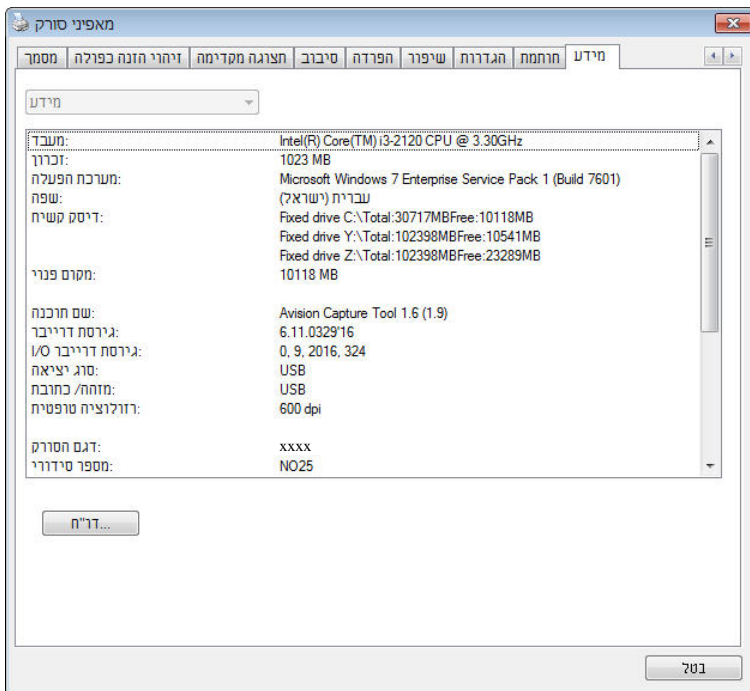 מאפיני סורק
מסמך
זיהוי הזנה כפולה
תצוגה מקדימה
סיבוב
הפרדה
שיפור
הגדרות
חותמת
מידע
מידע
מעבד: Intel(R) Core(TM) i3-2120 CPU @ 3.30GHz
זכרון: 1023 MB
מערכת הפעלה: Microsoft Windows 7 Enterprise Service Pack 1 (Build 7601)
שפה: עברית (ישראל)
דיסק קשיח: Fixed drive C:\Total:30717MBFree:10118MB
Fixed drive Y:\Total:102398MBFree:10541MB
Fixed drive Z:\Total:102398MBFree:23289MB
מקום פנוי: 10118 MB
שם תוכנה: Avision Capture Tool 1.6 (1.9)
גירסת דרייבר: 6.11.0329'16
גירסת דרייבר I/O: 0, 9, 2016, 324
סוג יציאה: USB
מזהה/ כתובת: USB
רזולוציה טופטית: 600 dpi
דגם הסורק: xxxx
מספר סידורי: NO25
דו"ח...
בטל